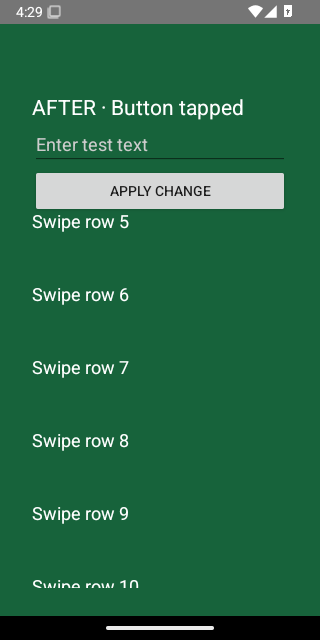 4:29
AFTER · Button tapped
Enter test text
APPLY CHANGE
Swipe row 5
Swipe row 6
Swipe row 7
Swipe row 8
Swipe row 9
Swipe row 10